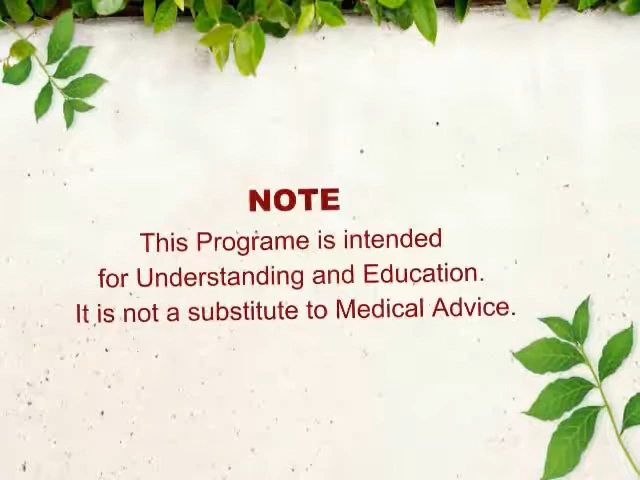 NOTE
This Programe is intended
for Understanding and Education.
It is not a substitute to Medical Advice.